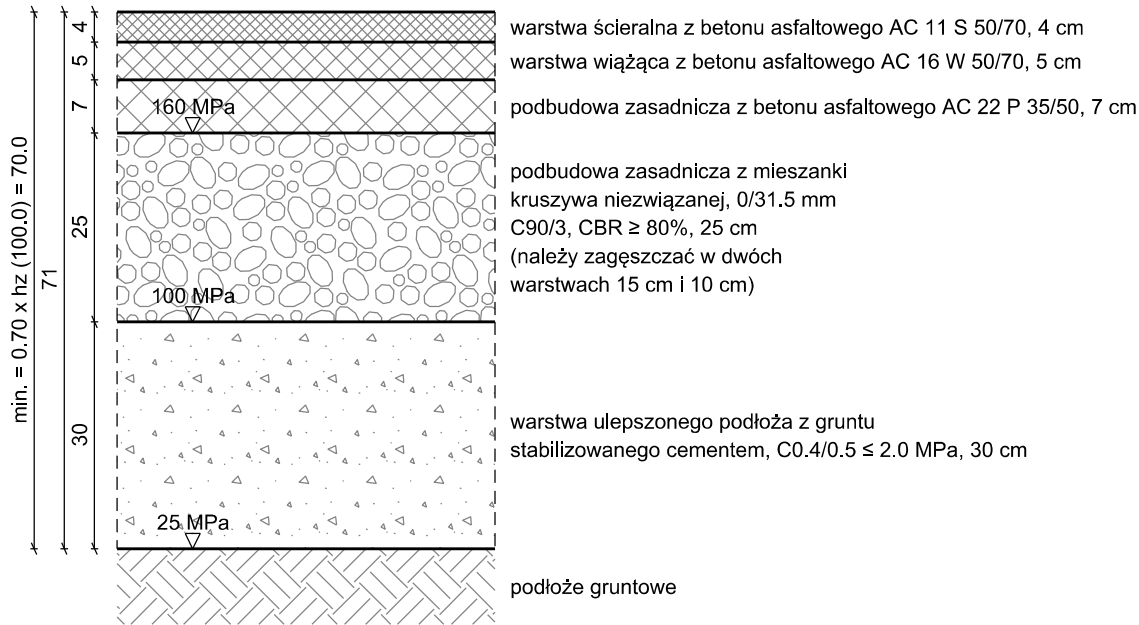 min. = 0.70 x hz (100.0) = 70.0
71
4
5
7
25
30
160 MPa
100 MPa
25 MPa
warstwa ścieralna z betonu asfaltowego AC 11 S 50/70, 4 cm
warstwa wiążąca z betonu asfaltowego AC 16 W 50/70, 5 cm
podbudowa zasadnicza z betonu asfaltowego AC 22 P 35/50, 7 cm
podbudowa zasadnicza z mieszanki
kruszywa niezwiązanej, 0/31.5 mm
C90/3, CBR ≥ 80%, 25 cm
(należy zagęszczać w dwóch
warstwach 15 cm i 10 cm)
warstwa ulepszonego podłoża z gruntu
stabilizowanego cementem, C0.4/0.5 ≤ 2.0 MPa, 30 cm
podłoże gruntowe